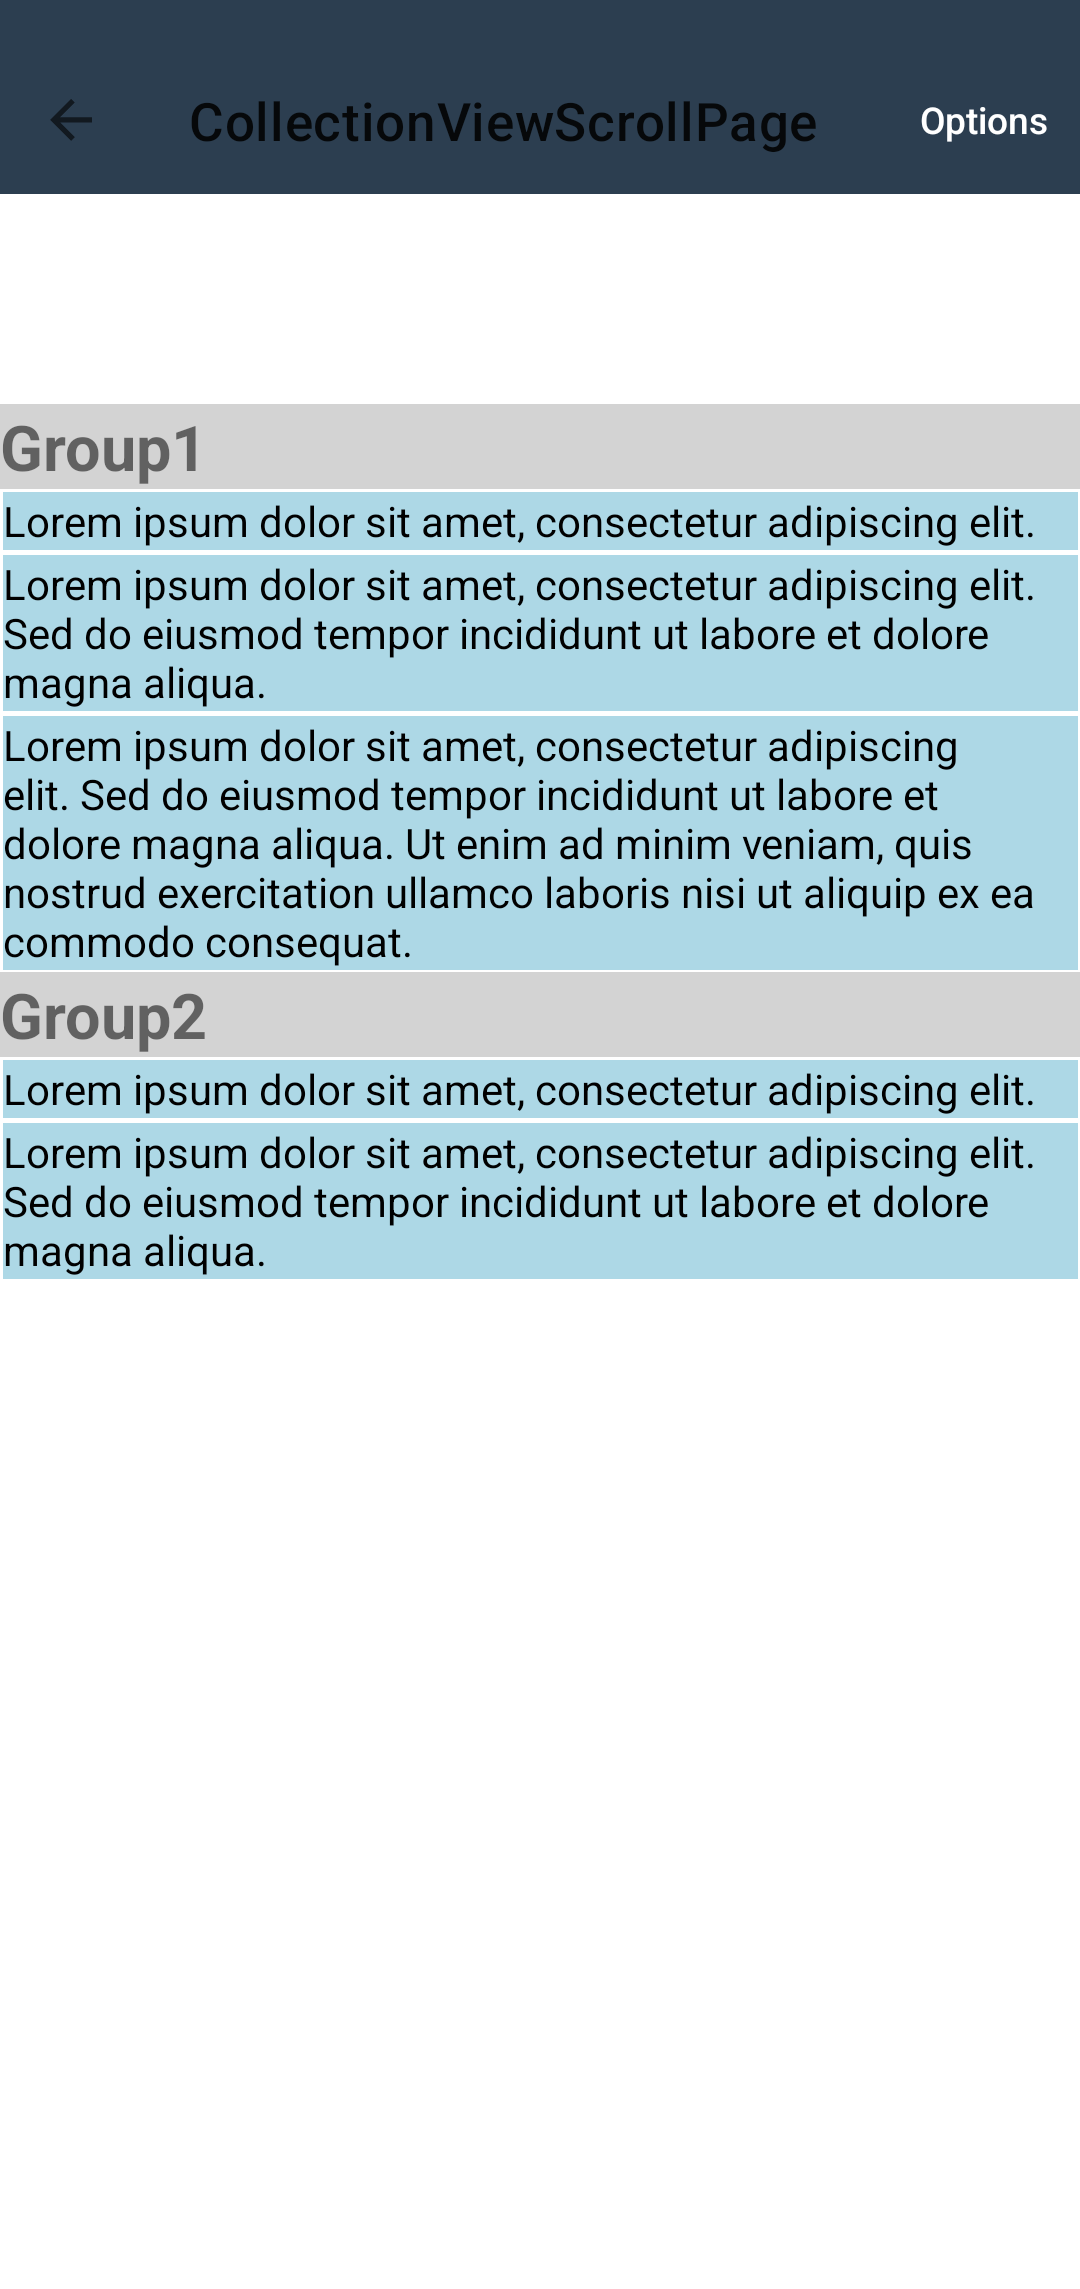 CollectionViewScrollPage
Options
Group1
Lorem ipsum dolor sit amet, consectetur adipiscing elit.
Lorem ipsum dolor sit amet, consectetur adipiscing elit.
Sed do eiusmod tempor incididunt ut labore et dolore
magna aliqua.
Lorem ipsum dolor sit amet, consectetur adipiscing
elit. Sed do eiusmod tempor incididunt ut labore et
dolore magna aliqua. Ut enim ad minim veniam, quis
nostrud exercitation ullamco laboris nisi ut aliquip ex ea
commodo consequat.
Group2
Lorem ipsum dolor sit amet, consectetur adipiscing elit.
Lorem ipsum dolor sit amet, consectetur adipiscing elit.
Sed do eiusmod tempor incididunt ut labore et dolore
magna aliqua.